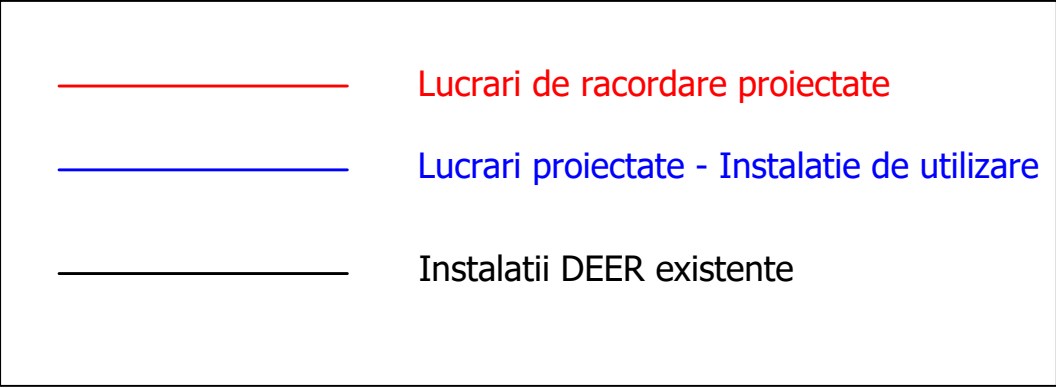 Lucrari de racordare proiectate
Lucrari proiectate - Instalatie de utilizare
Instalatii DEER existente